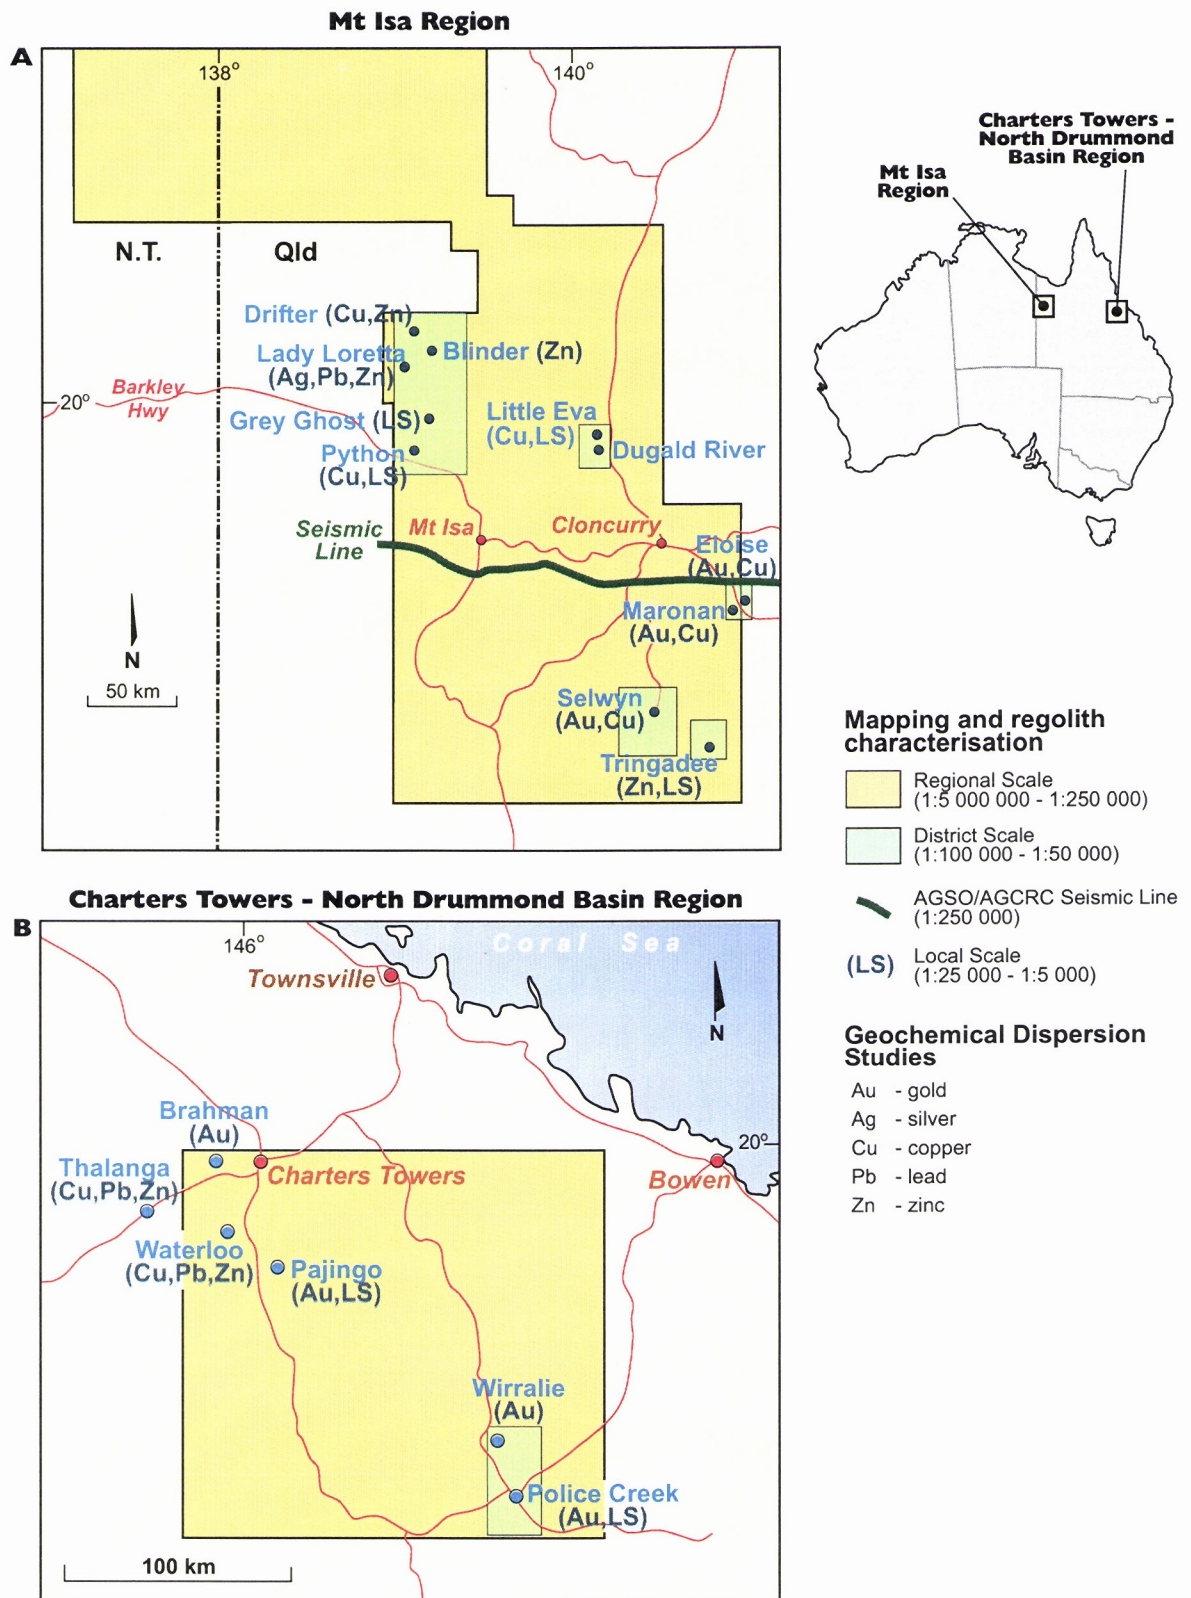 Mt Isa Region
A
138°
140°
Charters Towers -
North Drummond
Basin Region
Mt Isa
Region
N.T.
Qld
Drifter (Cu,Zn)
Blinder (Zn)
Lady Loretta
(Ag,Pb,Zn)
Barkley
Hwy
20°
Grey Ghost (LS)
Little Eva
(Cu,LS)
Dugald River
Python
(Cu,LS)
Seismic
Line
Mt Isa
Cloncurry
Eloise
(Au,Cu)
Maronan
(Au,Cu)
N
50 km
Selwyn
(Au,Cu)
Tringadee
(Zn,LS)
Mapping and regolith
characterisation
Regional Scale
(1:5 000 000 - 1:250 000)
District Scale
(1:100 000 - 1:50 000)
AGSO/AGCRC Seismic Line
(1:250 000)
(LS)
Local Scale
(1:25 000 - 1:5 000)
Geochemical Dispersion
Studies
Au - gold
Ag - silver
Cu - copper
Pb - lead
Zn - zinc
Charters Towers - North Drummond Basin Region
B
146°
Coral Sea
Townsville
N
Brahman
(Au)
20°
Thalanga
(Cu,Pb,Zn)
Charters Towers
Bowen
Waterloo
(Cu,Pb,Zn)
Pajingo
(Au,LS)
Wirralie
(Au)
Police Creek
(Au,LS)
100 km